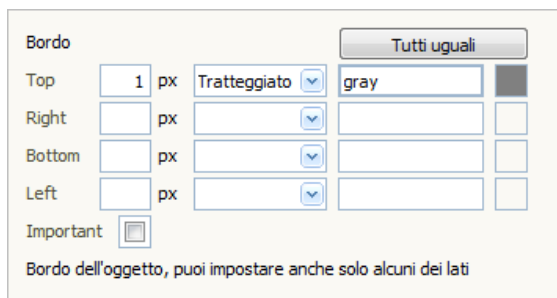 Bordo Tutti uguali
Top 1 px Tratteggiato gray
Right px
Bottom px
Left px
Important
Bordo dell'oggetto, puoi impostare anche solo alcuni dei lati